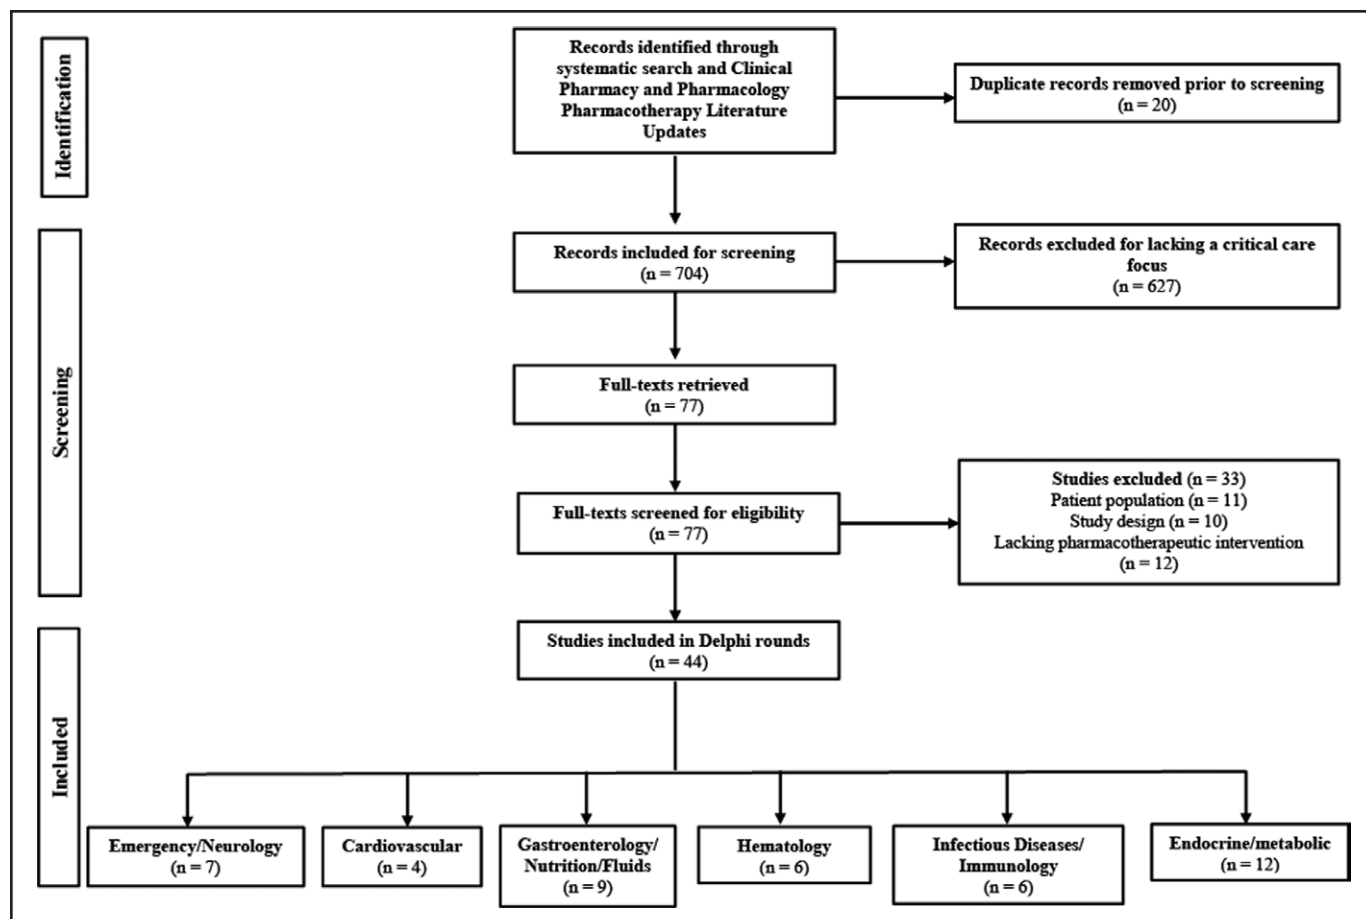 Identification
Records identified through
systematic search and Clinical
Pharmacy and Pharmacology
Pharmacotherapy Literature
Updates
Duplicate records removed prior to screening
(n = 20)
Screening
Records included for screening
(n = 704)
Records excluded for lacking a critical care
focus
(n = 627)
Full-texts retrieved
(n = 77)
Full-texts screened for eligibility
(n = 77)
Studies excluded (n = 33)
Patient population (n = 11)
Study design (n = 10)
Lacking pharmacotherapeutic intervention
(n = 12)
Included
Studies included in Delphi rounds
(n = 44)
Emergency/Neurology
(n = 7)
Cardiovascular
(n = 4)
Gastroenterology/
Nutrition/Fluids
(n = 9)
Hematology
(n = 6)
Infectious Diseases/
Immunology
(n = 6)
Endocrine/metabolic
(n = 12)